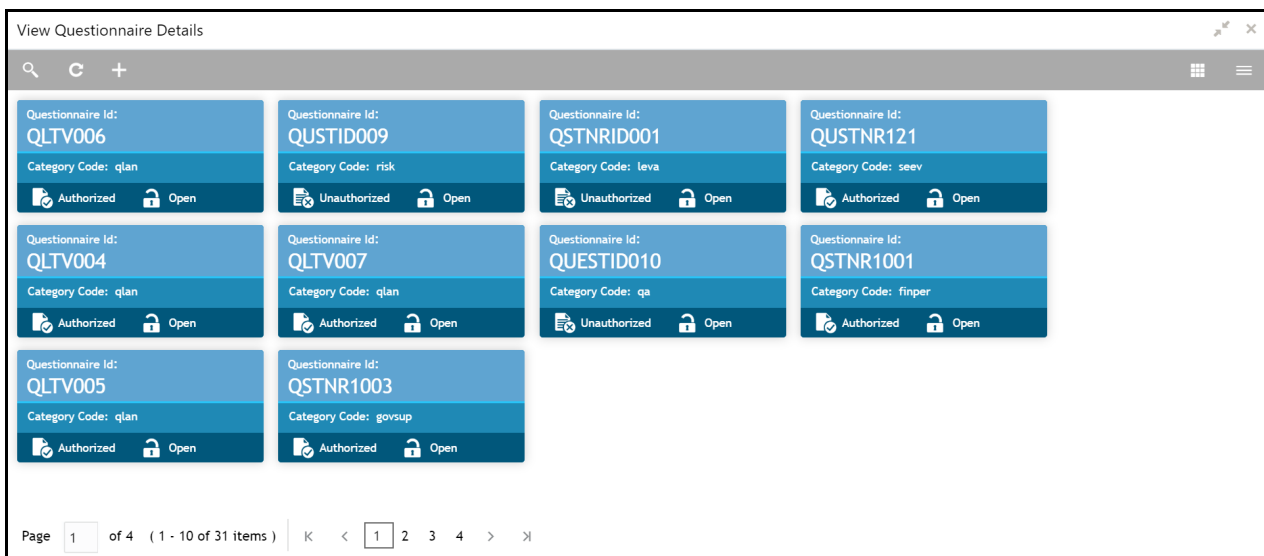 View Questionnaire Details
Questionnaire Id: Questionnaire Id: Questionnaire Id: Questionnaire Id:
QLTV006 QUSTID009 QSTNRID001 QUSTNR121
Category Code: qlan Category Code: risk Category Code: leva Category Code: seev
Authorized Open Unauthorized Open Unauthorized Open Authorized Open
Questionnaire Id: Questionnaire Id: Questionnaire Id: Questionnaire Id:
QLTV004 QLTV007 QUESTID010 QSTNR1001
Category Code: qlan Category Code: qlan Category Code: qa Category Code: finper
Authorized Open Authorized Open Unauthorized Open Authorized Open
Questionnaire Id: Questionnaire Id:
QLTV005 QSTNR1003
Category Code: qlan Category Code: govsup
Authorized Open Authorized Open
Page 1 of 4 ( 1 - 10 of 31 items ) 1 2 3 4